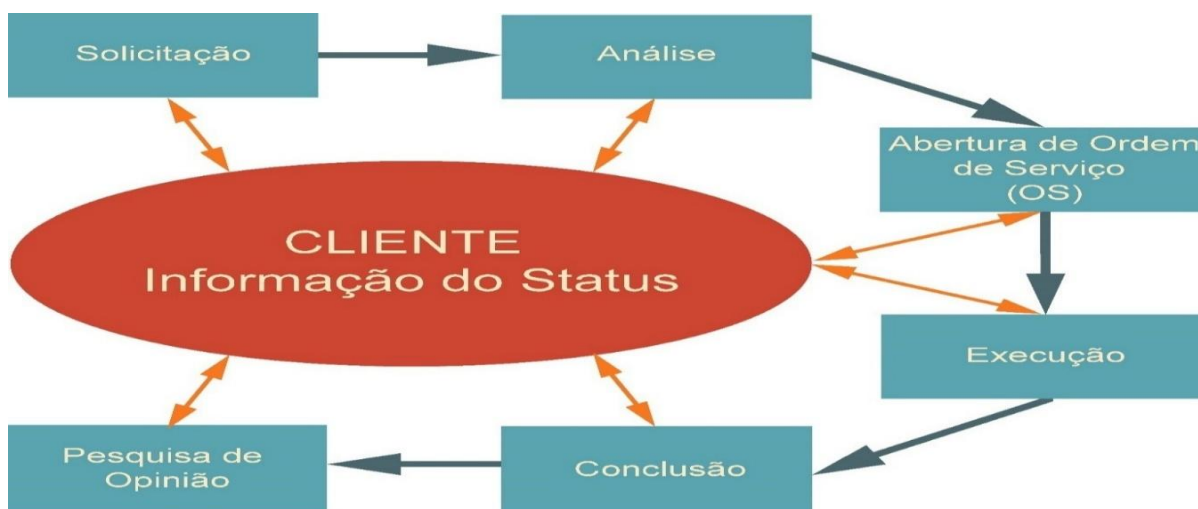 Solicitação
Análise
Abertura de Ordem
de Serviço
(OS)
CLIENTE
Informação do Status
Execução
Pesquisa de
Opinião
Conclusão